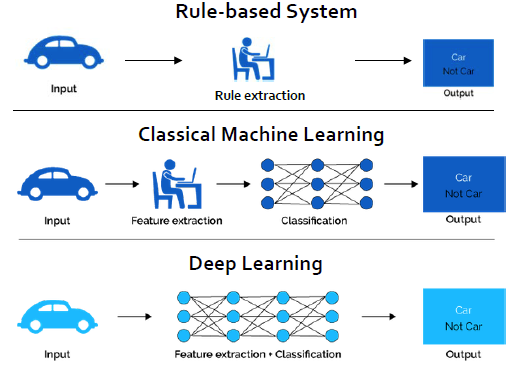 Rule-based System
Car
Not Car
Input
Rule extraction
Output
Classical Machine Learning
Car
Not Car
Input
Feature extraction
Classification
Output
Deep Learning
Car
Not Car
Input
Feature extraction + Classification
Output